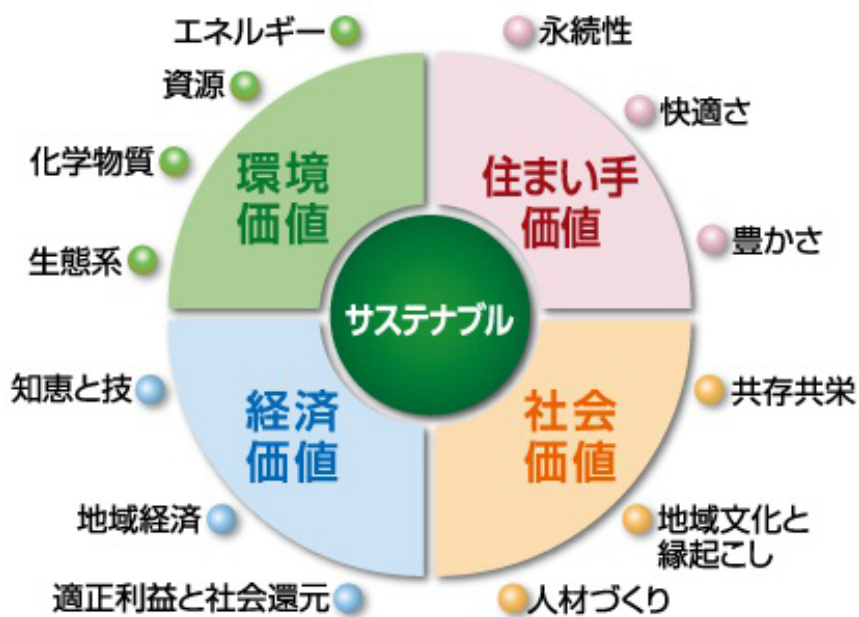 エネルギー
資源
化学物質
生態系
環境
価値
永続性
快適さ
豊かさ
住まい手
価値
サステナブル
知恵と技
地域経済
適正利益と社会還元
経済
価値
共存共栄
地域文化と
縁起こし
人材づくり
社会
価値